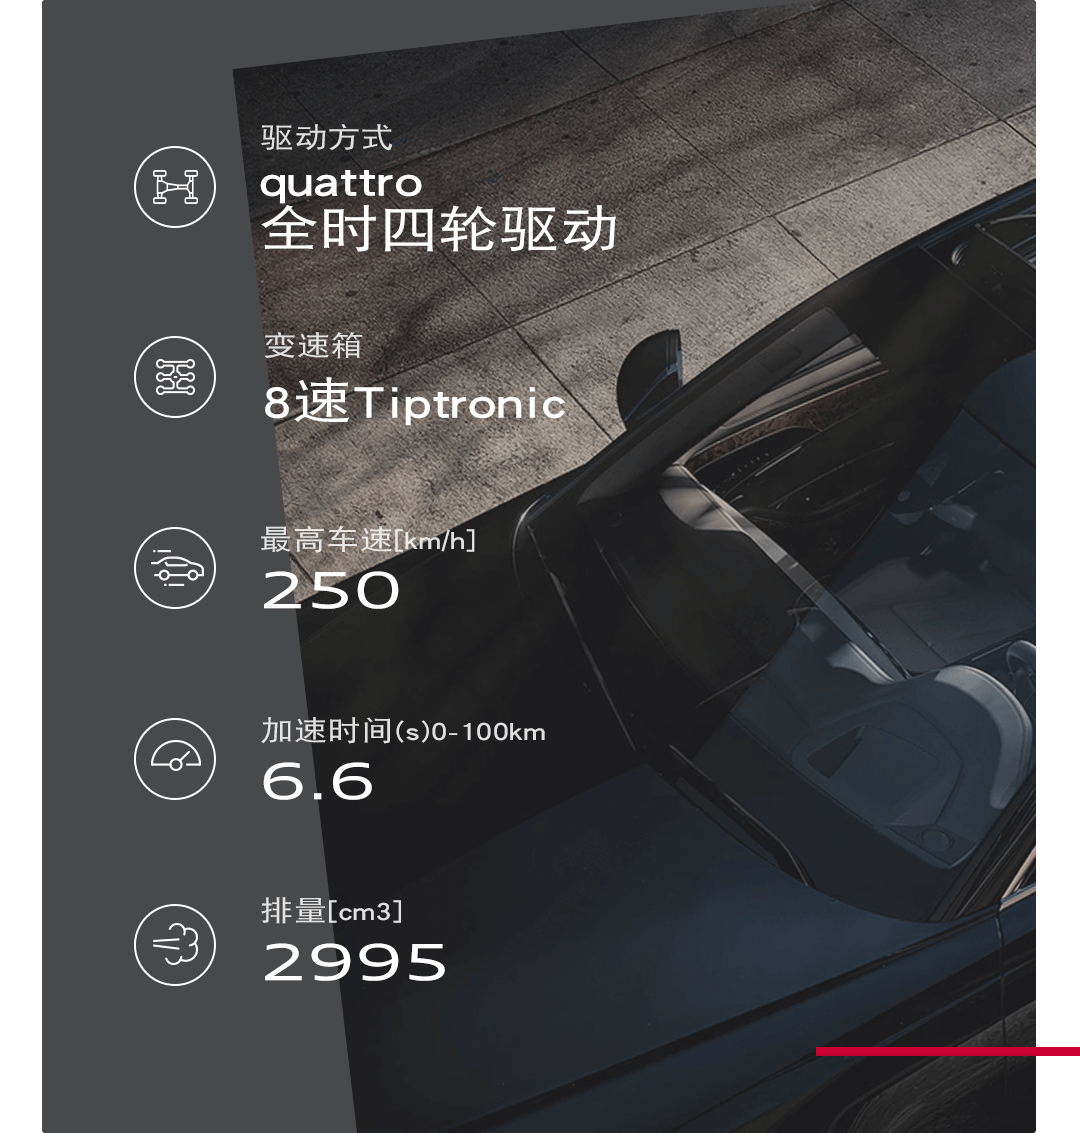 驱动方式
quattro
全时四轮驱动
变速箱
8速Tiptronic
最高车速[km/h]
250
加速时间(s)0-100km
6.6
排量[cm3]
2995